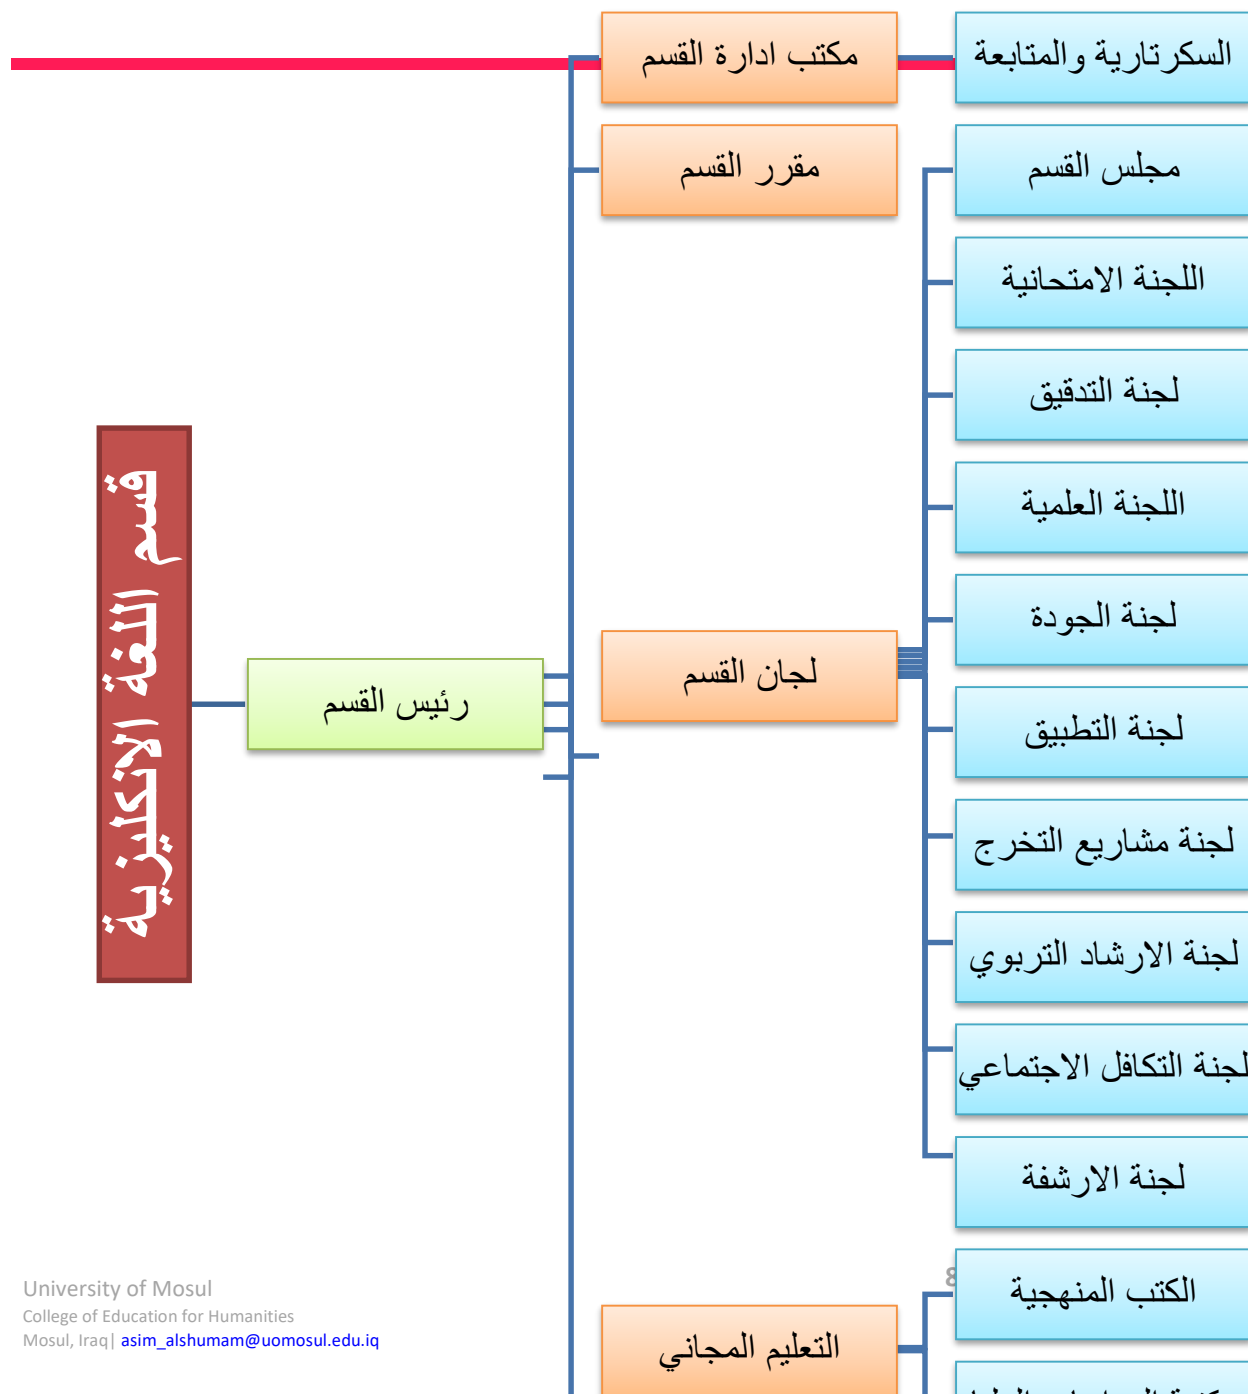 مكتب ادارة القسم
السكرتارية والمتابعة
مقرر القسم
مجلس القسم
اللجنة الامتحانية
لجنة التدقيق
اللجنة العلمية
لجنة الجودة
قسم اللغة الانكليزية
رئيس القسم
لجان القسم
لجنة التطبيق
لجنة مشاريع التخرج
لجنة الارشاد التربوي
لجنة التكافل الاجتماعي
لجنة الارشفة
الكتب المنهجية
التعليم المجاني
University of Mosul
8
College of Education for Humanities
Mosul, Iraq| asim_alshumam@uomosul.edu.iq